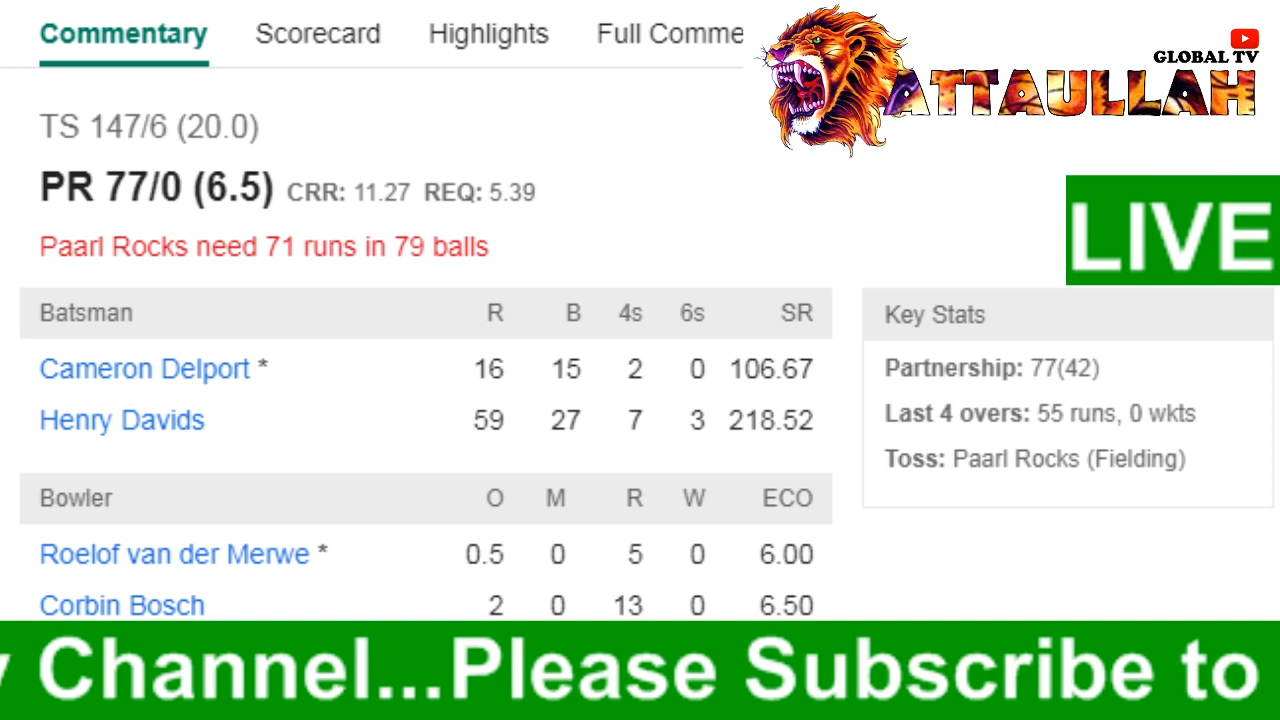 Commentary Scorecard Highlights Full Comme
GLOBAL TV
ATTAULLAH
TS 147/6 (20.0)
PR 77/0 (6.5) CRR: 11.27 REQ: 5.39
LIVE
Paarl Rocks need 71 runs in 79 balls
Batsman R B 4s 6s SR
Cameron Delport * 16 15 2 0 106.67
Henry Davids 59 27 7 3 218.52
Key Stats
Partnership: 77(42)
Last 4 overs: 55 runs, 0 wkts
Toss: Paarl Rocks (Fielding)
Bowler O M R W ECO
Roelof van der Merwe * 0.5 0 5 0 6.00
Corbin Bosch 2 0 13 0 6.50
y Channel...Please Subscribe to